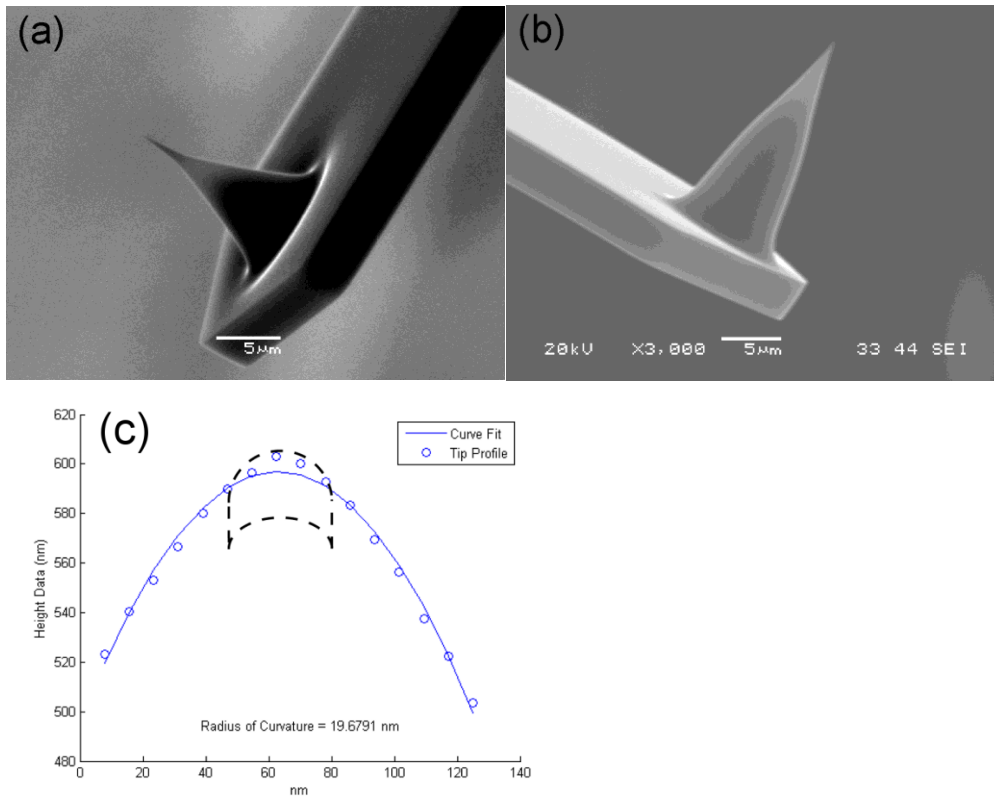 (a)
5μm
(b)
20kV X3,000 5μm 33 44 SEI
(c)
Curve Fit
Tip Profile
620
600
580
560
540
520
500
480
Height Data (nm)
Radius of Curvature = 19.6791 nm
0 20 40 60 80 100 120 140
nm